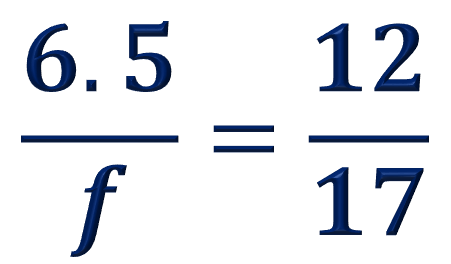 6.5 / f = 12 / 17